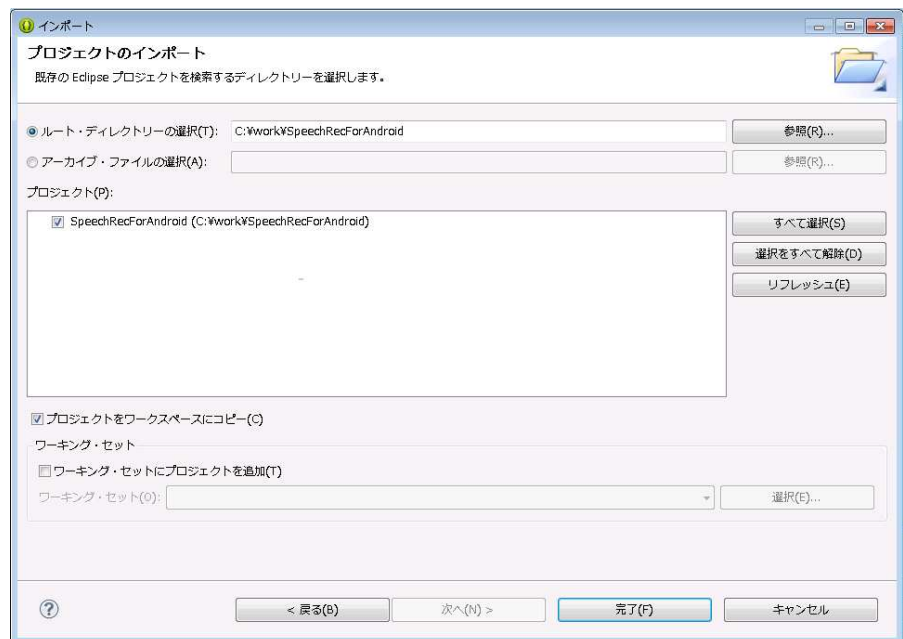 インポート
プロジェクトのインポート
既存の Eclipse プロジェクトを検索するディレクトリーを選択します。
ルート・ディレクトリーの選択(T): C:¥work¥SpeechRecForAndroid 参照(R)...
アーカイブ・ファイルの選択(A): 参照(R)...
プロジェクト(P):
SpeechRecForAndroid (C:¥work¥SpeechRecForAndroid) すべて選択(S)
選択をすべて解除(D)
リフレッシュ(E)
プロジェクトをワークスペースにコピー(C)
ワーキング・セット
ワーキング・セットにプロジェクトを追加(T)
ワーキング・セット(O): 選択(E)...
? < 戻る(B) 次へ(N) > 完了(F) キャンセル